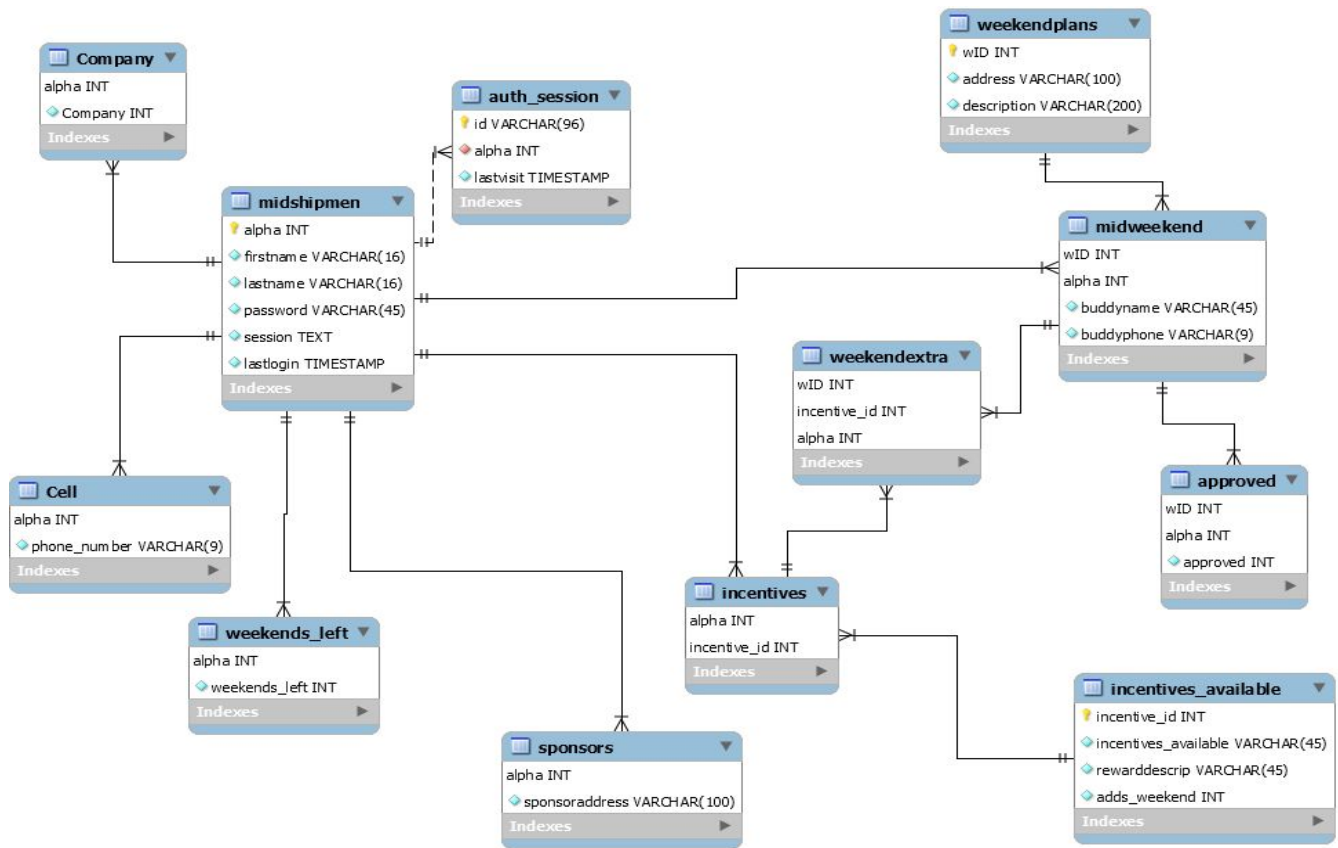 Company
alpha INT
Company INT
Indexes
auth_session
id VARCHAR(96)
alpha INT
lastvisit TIMESTAMP
Indexes
weekendplans
wID INT
address VARCHAR(100)
description VARCHAR(200)
Indexes
midshipmen
alpha INT
firstname VARCHAR(16)
lastname VARCHAR(16)
password VARCHAR(45)
session TEXT
lastlogin TIMESTAMP
Indexes
midweekend
wID INT
alpha INT
buddyname VARCHAR(45)
buddyphone VARCHAR(9)
Indexes
weekendextra
wID INT
incentive_id INT
alpha INT
Indexes
Cell
alpha INT
phone_number VARCHAR(9)
Indexes
approved
wID INT
alpha INT
approved INT
Indexes
weekends_left
alpha INT
weekends_left INT
Indexes
incentives
alpha INT
incentive_id INT
Indexes
sponsors
alpha INT
sponsoraddress VARCHAR(100)
Indexes
incentives_available
incentive_id INT
incentives_available VARCHAR(45)
rewarddescrip VARCHAR(45)
adds_weekend INT
Indexes